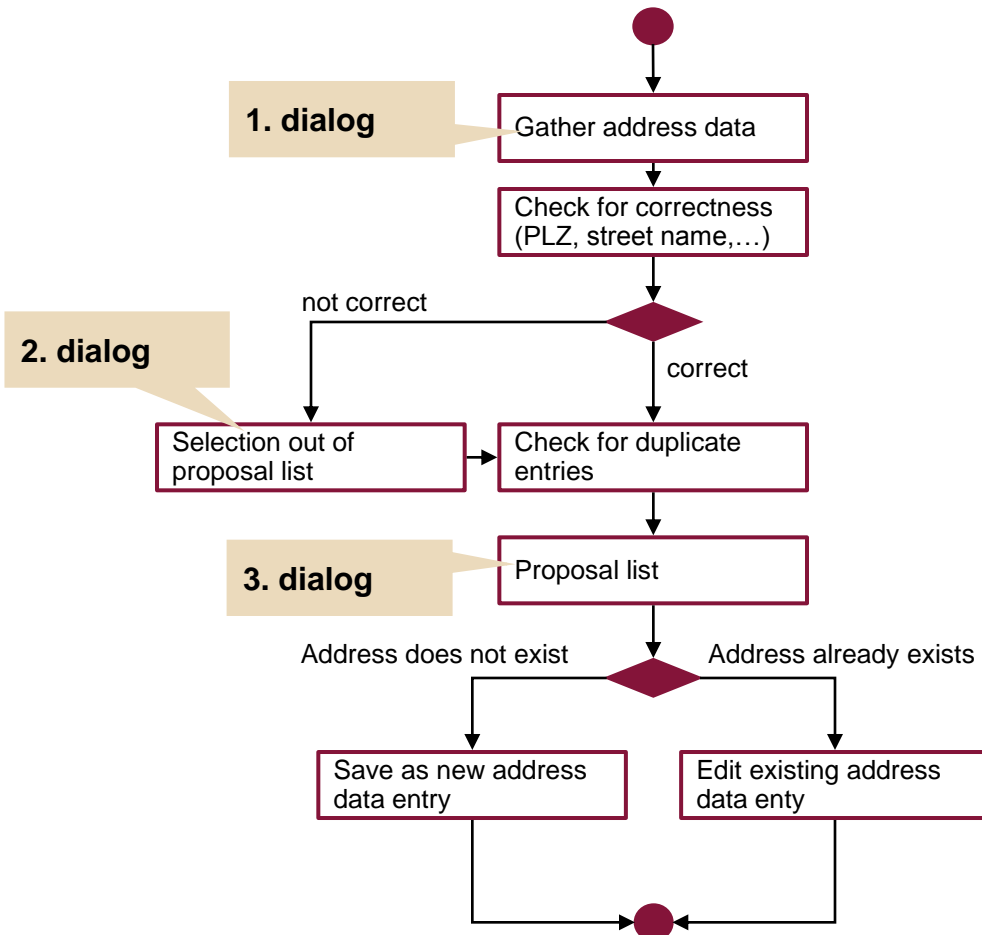 1. dialog
Gather address data
Check for correctness
(PLZ, street name,…)
not correct
correct
2. dialog
Selection out of
proposal list
Check for duplicate
entries
3. dialog
Proposal list
Address does not exist
Address already exists
Save as new address
data entry
Edit existing address
data enty